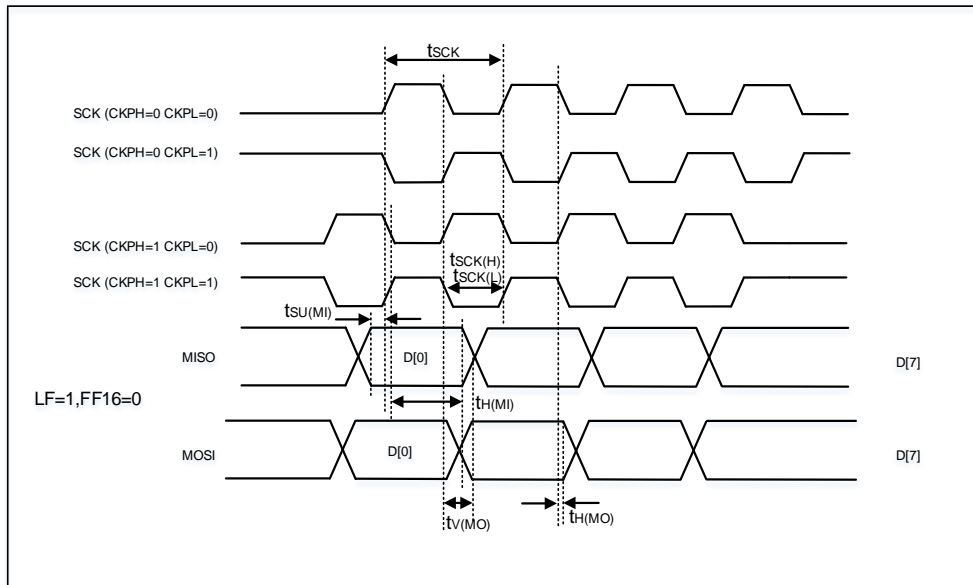 tSCK
SCK (CKPH=0 CKPL=0)
SCK (CKPH=0 CKPL=1)
SCK (CKPH=1 CKPL=0)
tSCK(H)
SCK (CKPH=1 CKPL=1)
tSCK(L)
tSU(MI)
MISO
D[0]
D[7]
LF=1,FF16=0
tH(MI)
MOSI
D[0]
D[7]
tV(MO)
tH(MO)